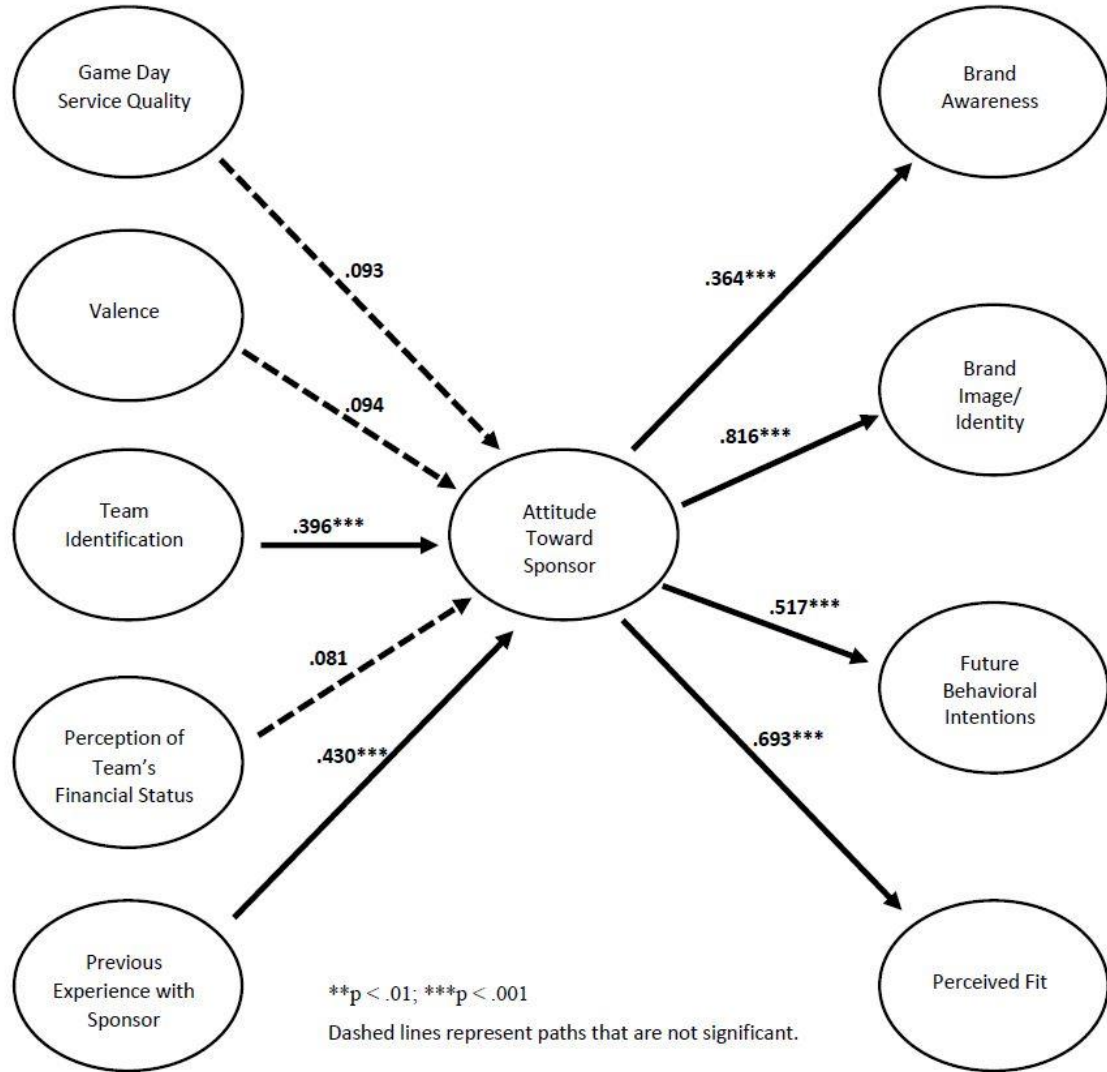 Game Day
Service Quality
Brand
Awareness
.093
.364***
Valence
.094
Brand
Image/
Identity
.816***
Team
Identification
.396***
Attitude
Toward
Sponsor
.517***
Future
Behavioral
Intentions
.081
Perception of
Team's
Financial Status
.430***
.693***
Previous
Experience with
Sponsor
Perceived Fit
**p < .01; ***p < .001
Dashed lines represent paths that are not significant.